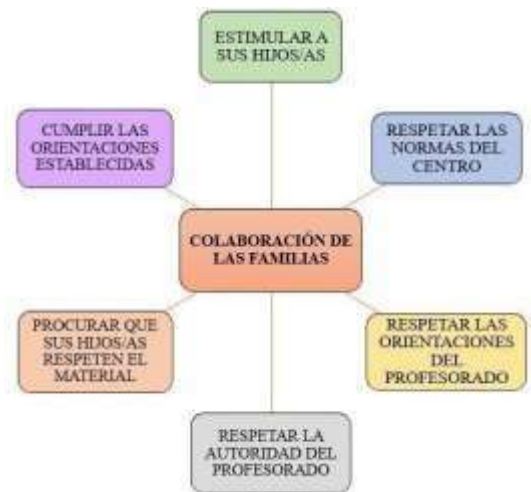 ESTIMULAR A
SUS HIJOS/AS
CUMPLIR LAS
ORIENTACIONES
ESTABLECIDAS
RESPETAR LAS
NORMAS DEL
CENTRO
COLABORACIÓN DE
LAS FAMILIAS
PROCURAR QUE
SUS HIJOS/AS
RESPETEN EL
MATERIAL
RESPETAR LAS
ORIENTACIONES
DEL
PROFESORADO
RESPETAR LA
AUTORIDAD DEL
PROFESORADO